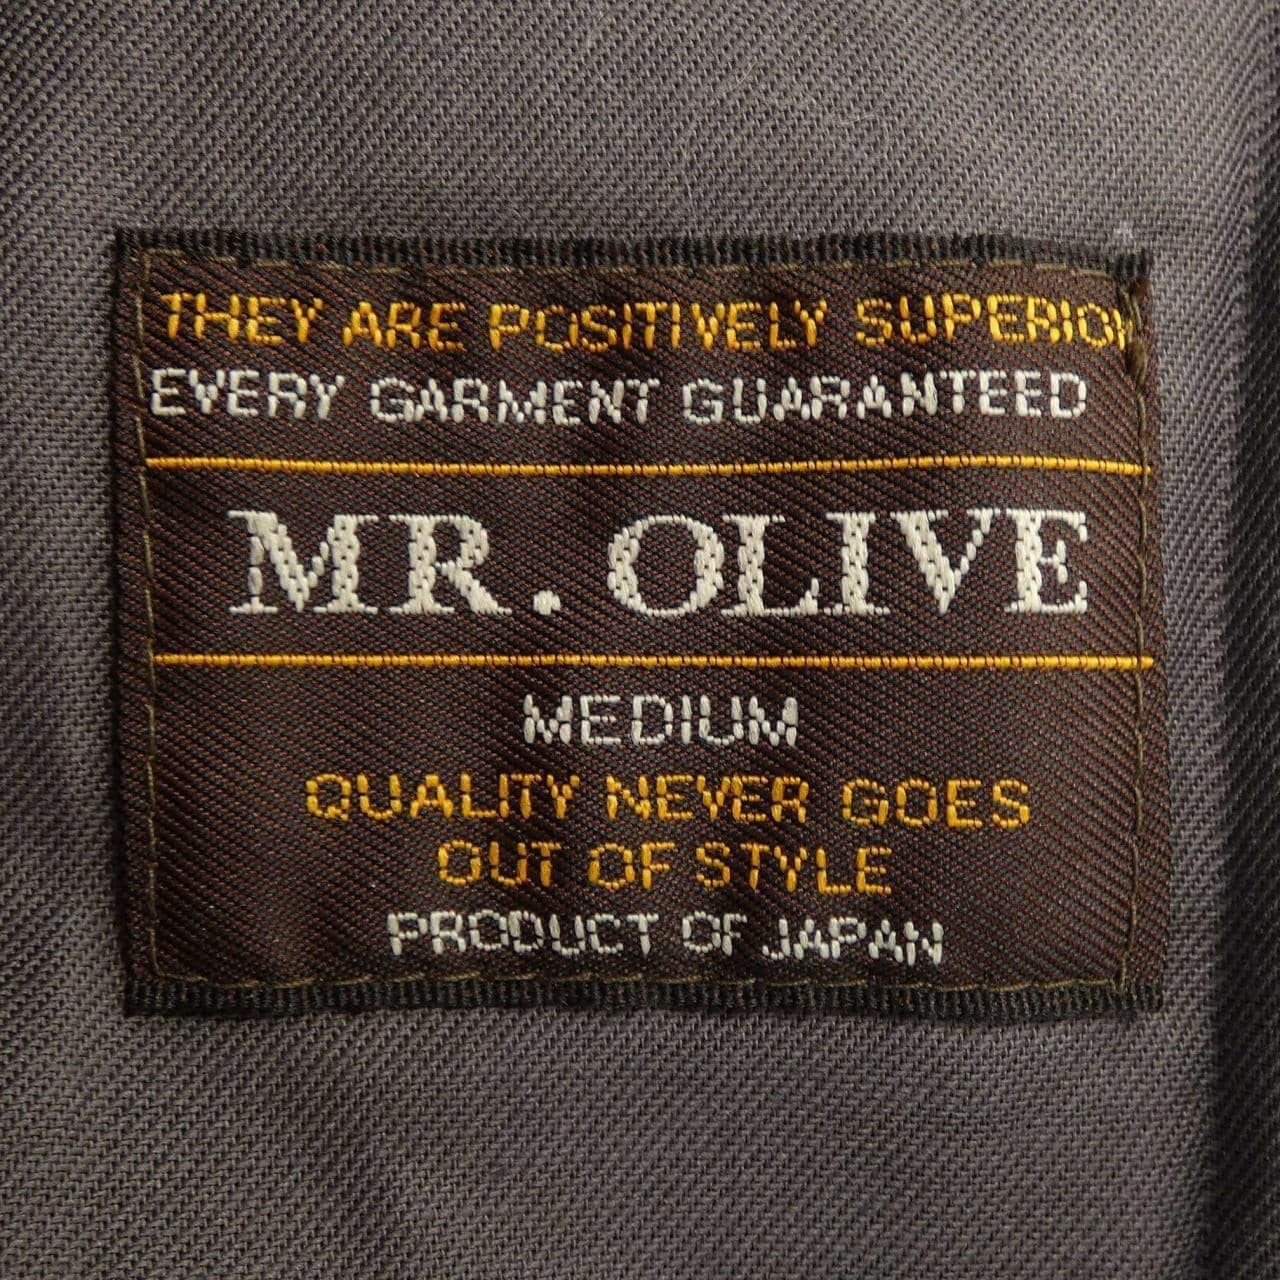 THEY ARE POSITIVELY SUPERIOR
EVERY GARMENT GUARANTEED
MR. OLIVE
MEDIUM
QUALITY NEVER GOES
OUT OF STYLE
PRODUCT OF JAPAN